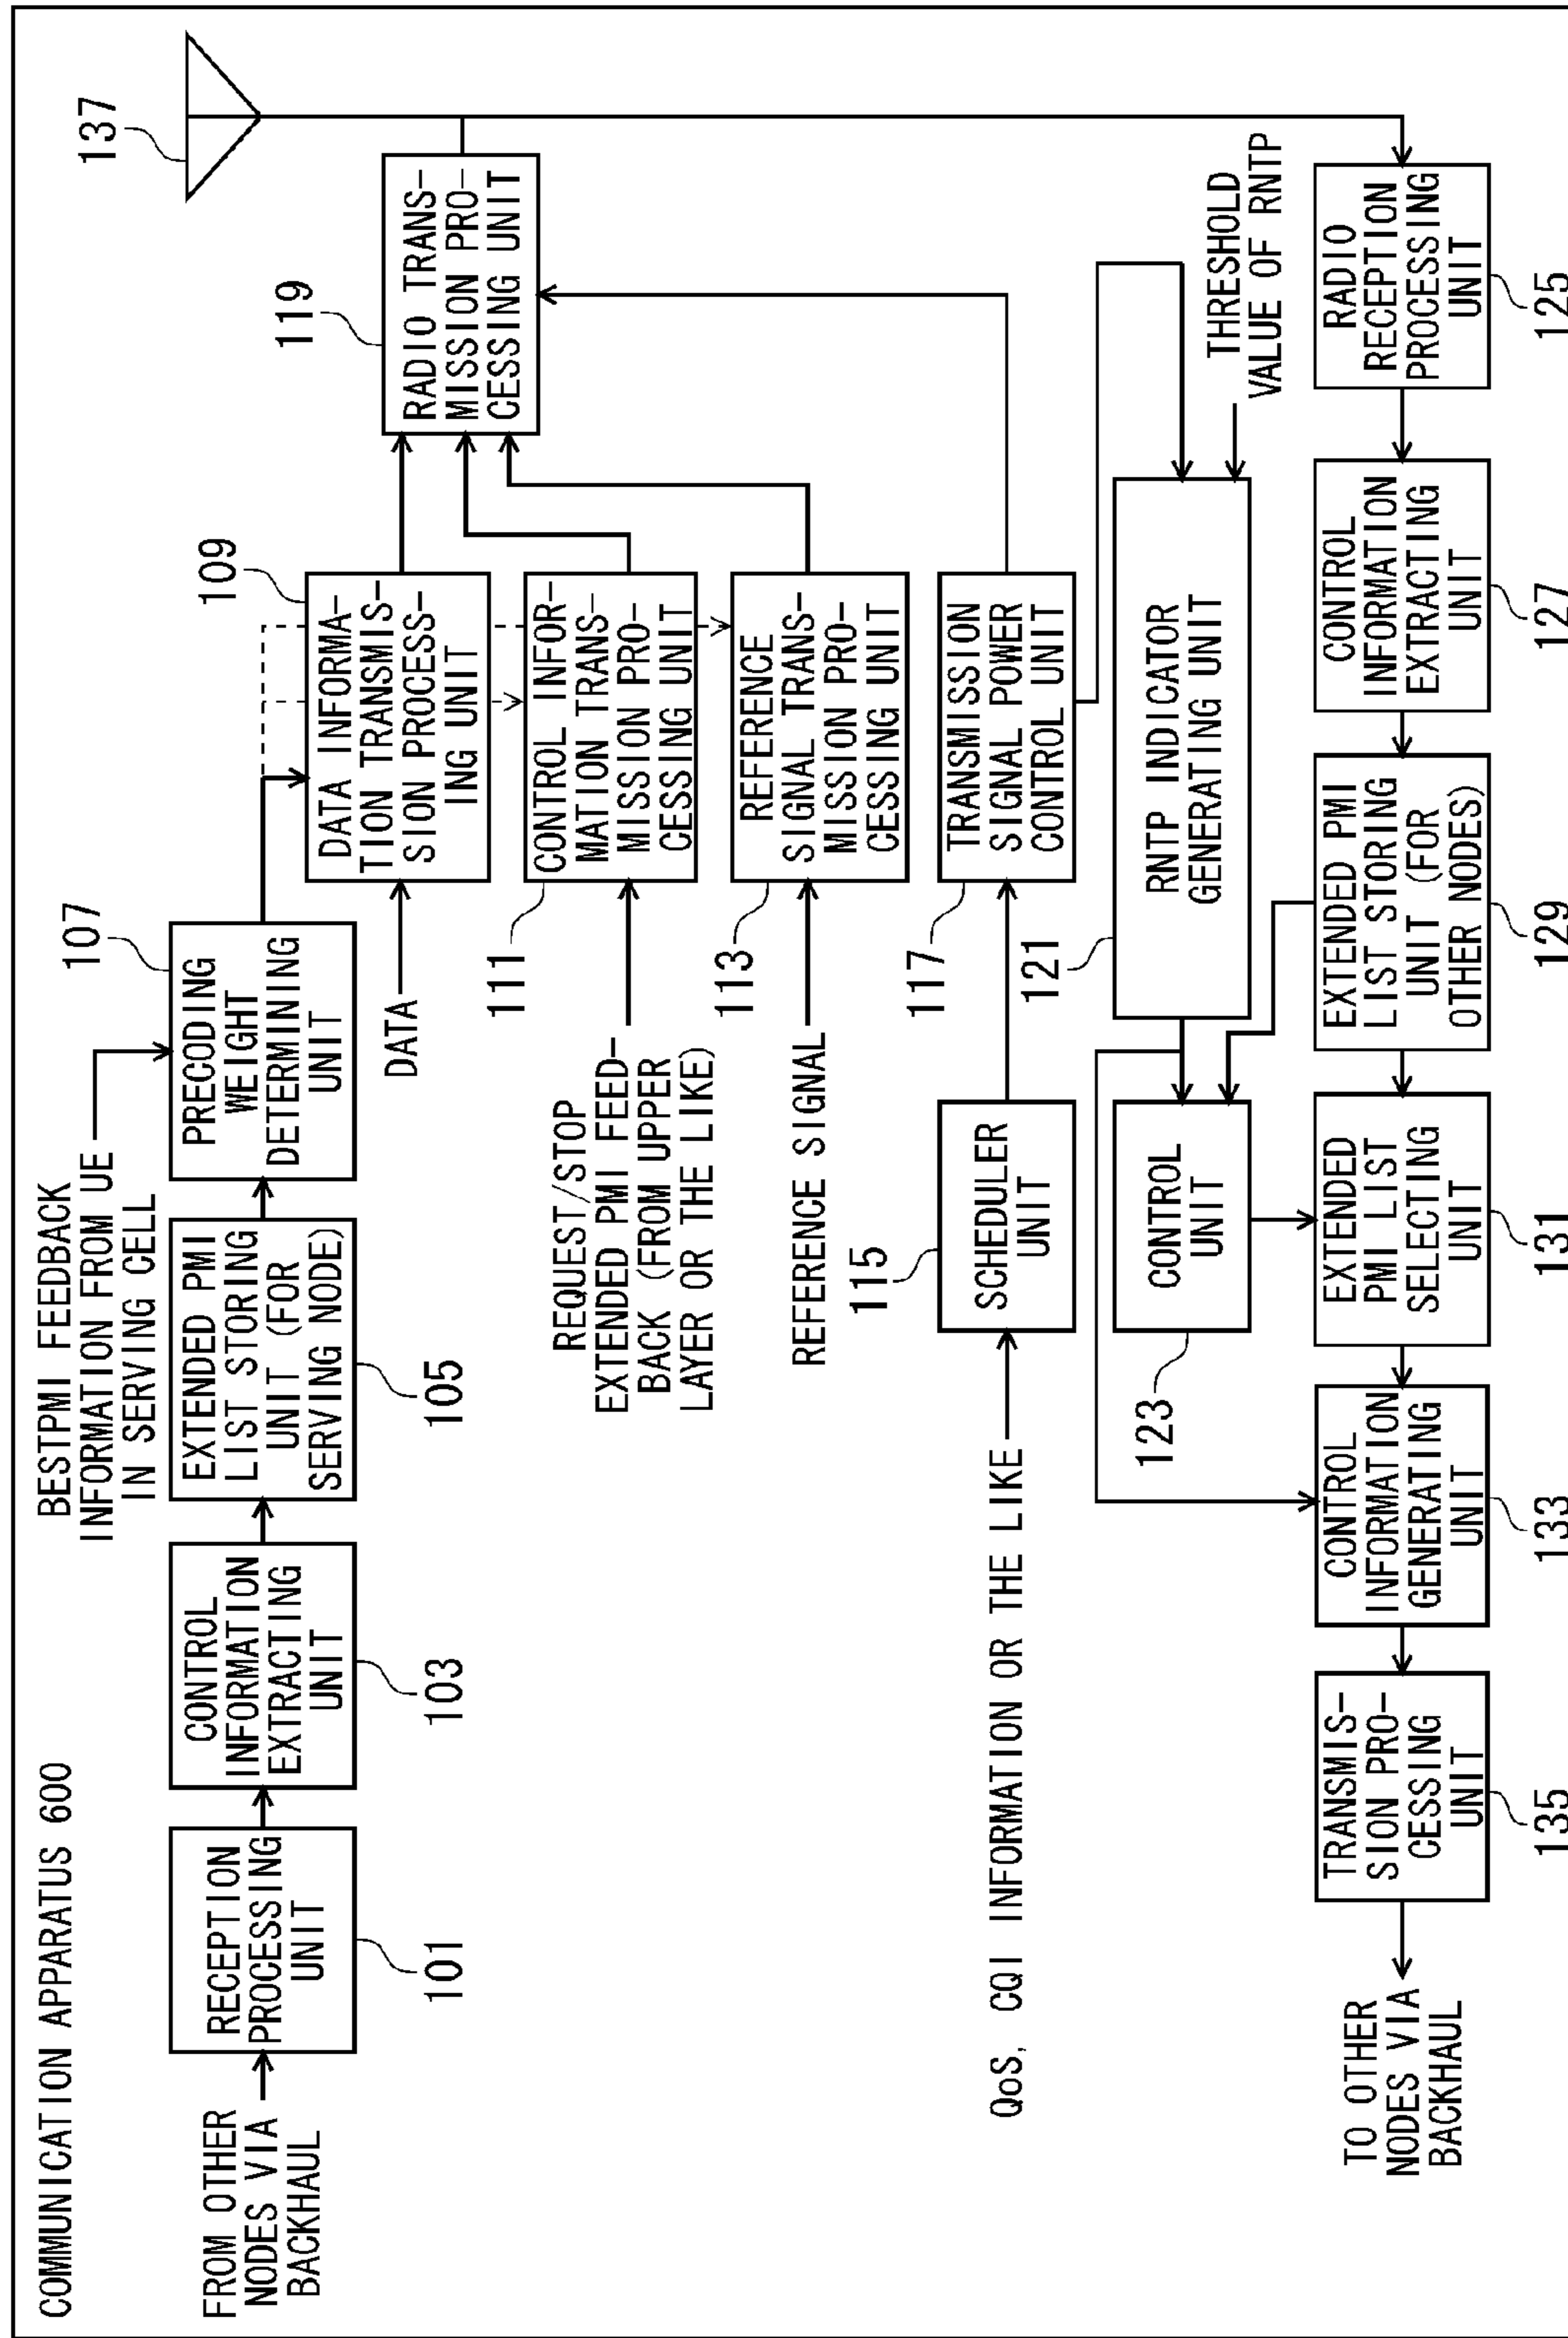 COMMUNICATION APPARATUS 600
FROM OTHER
NODES VIA
BACKHAUL
RECEPTION
PROCESSING
UNIT
101
CONTROL
INFORMATION
EXTRACTING
UNIT
103
BESTPMI FEEDBACK
INFORMATION FROM UE
IN SERVING CELL
EXTENDED PMI
LIST STORING
UNIT (FOR
SERVING NODE)
105
PRECODING
WEIGHT
DETERMINING
UNIT
107
DATA
DATA INFORMA-
TION TRANSMIS-
SION PROCESS-
ING UNIT
109
REQUEST/STOP
EXTENDED PMI FEED-
BACK (FROM UPPER
LAYER OR THE LIKE)
CONTROL INFOR-
MATION TRANS-
MISSION PRO-
CESSING UNIT
111
REFERENCE SIGNAL
REFERENCE
SIGNAL TRANS-
MISSION PRO-
CESSING UNIT
113
RADIO TRANS-
MISSION PRO-
CESSING UNIT
119
137
QoS, CQI INFORMATION OR THE LIKE
SCHEDULER
UNIT
115
TRANSMISSION
SIGNAL POWER
CONTROL UNIT
117
THRESHOLD
VALUE OF RNTP
RNTP INDICATOR
GENERATING UNIT
121
CONTROL
UNIT
123
TO OTHER
NODES VIA
BACKHAUL
TRANSMIS-
SION PRO-
CESSING
UNIT
135
CONTROL
INFORMATION
GENERATING
UNIT
133
EXTENDED
PMI LIST
SELECTING
UNIT
131
EXTENDED PMI
LIST STORING
UNIT (FOR
OTHER NODES)
129
CONTROL
INFORMATION
EXTRACTING
UNIT
127
RADIO
RECEPTION
PROCESSING
UNIT
125